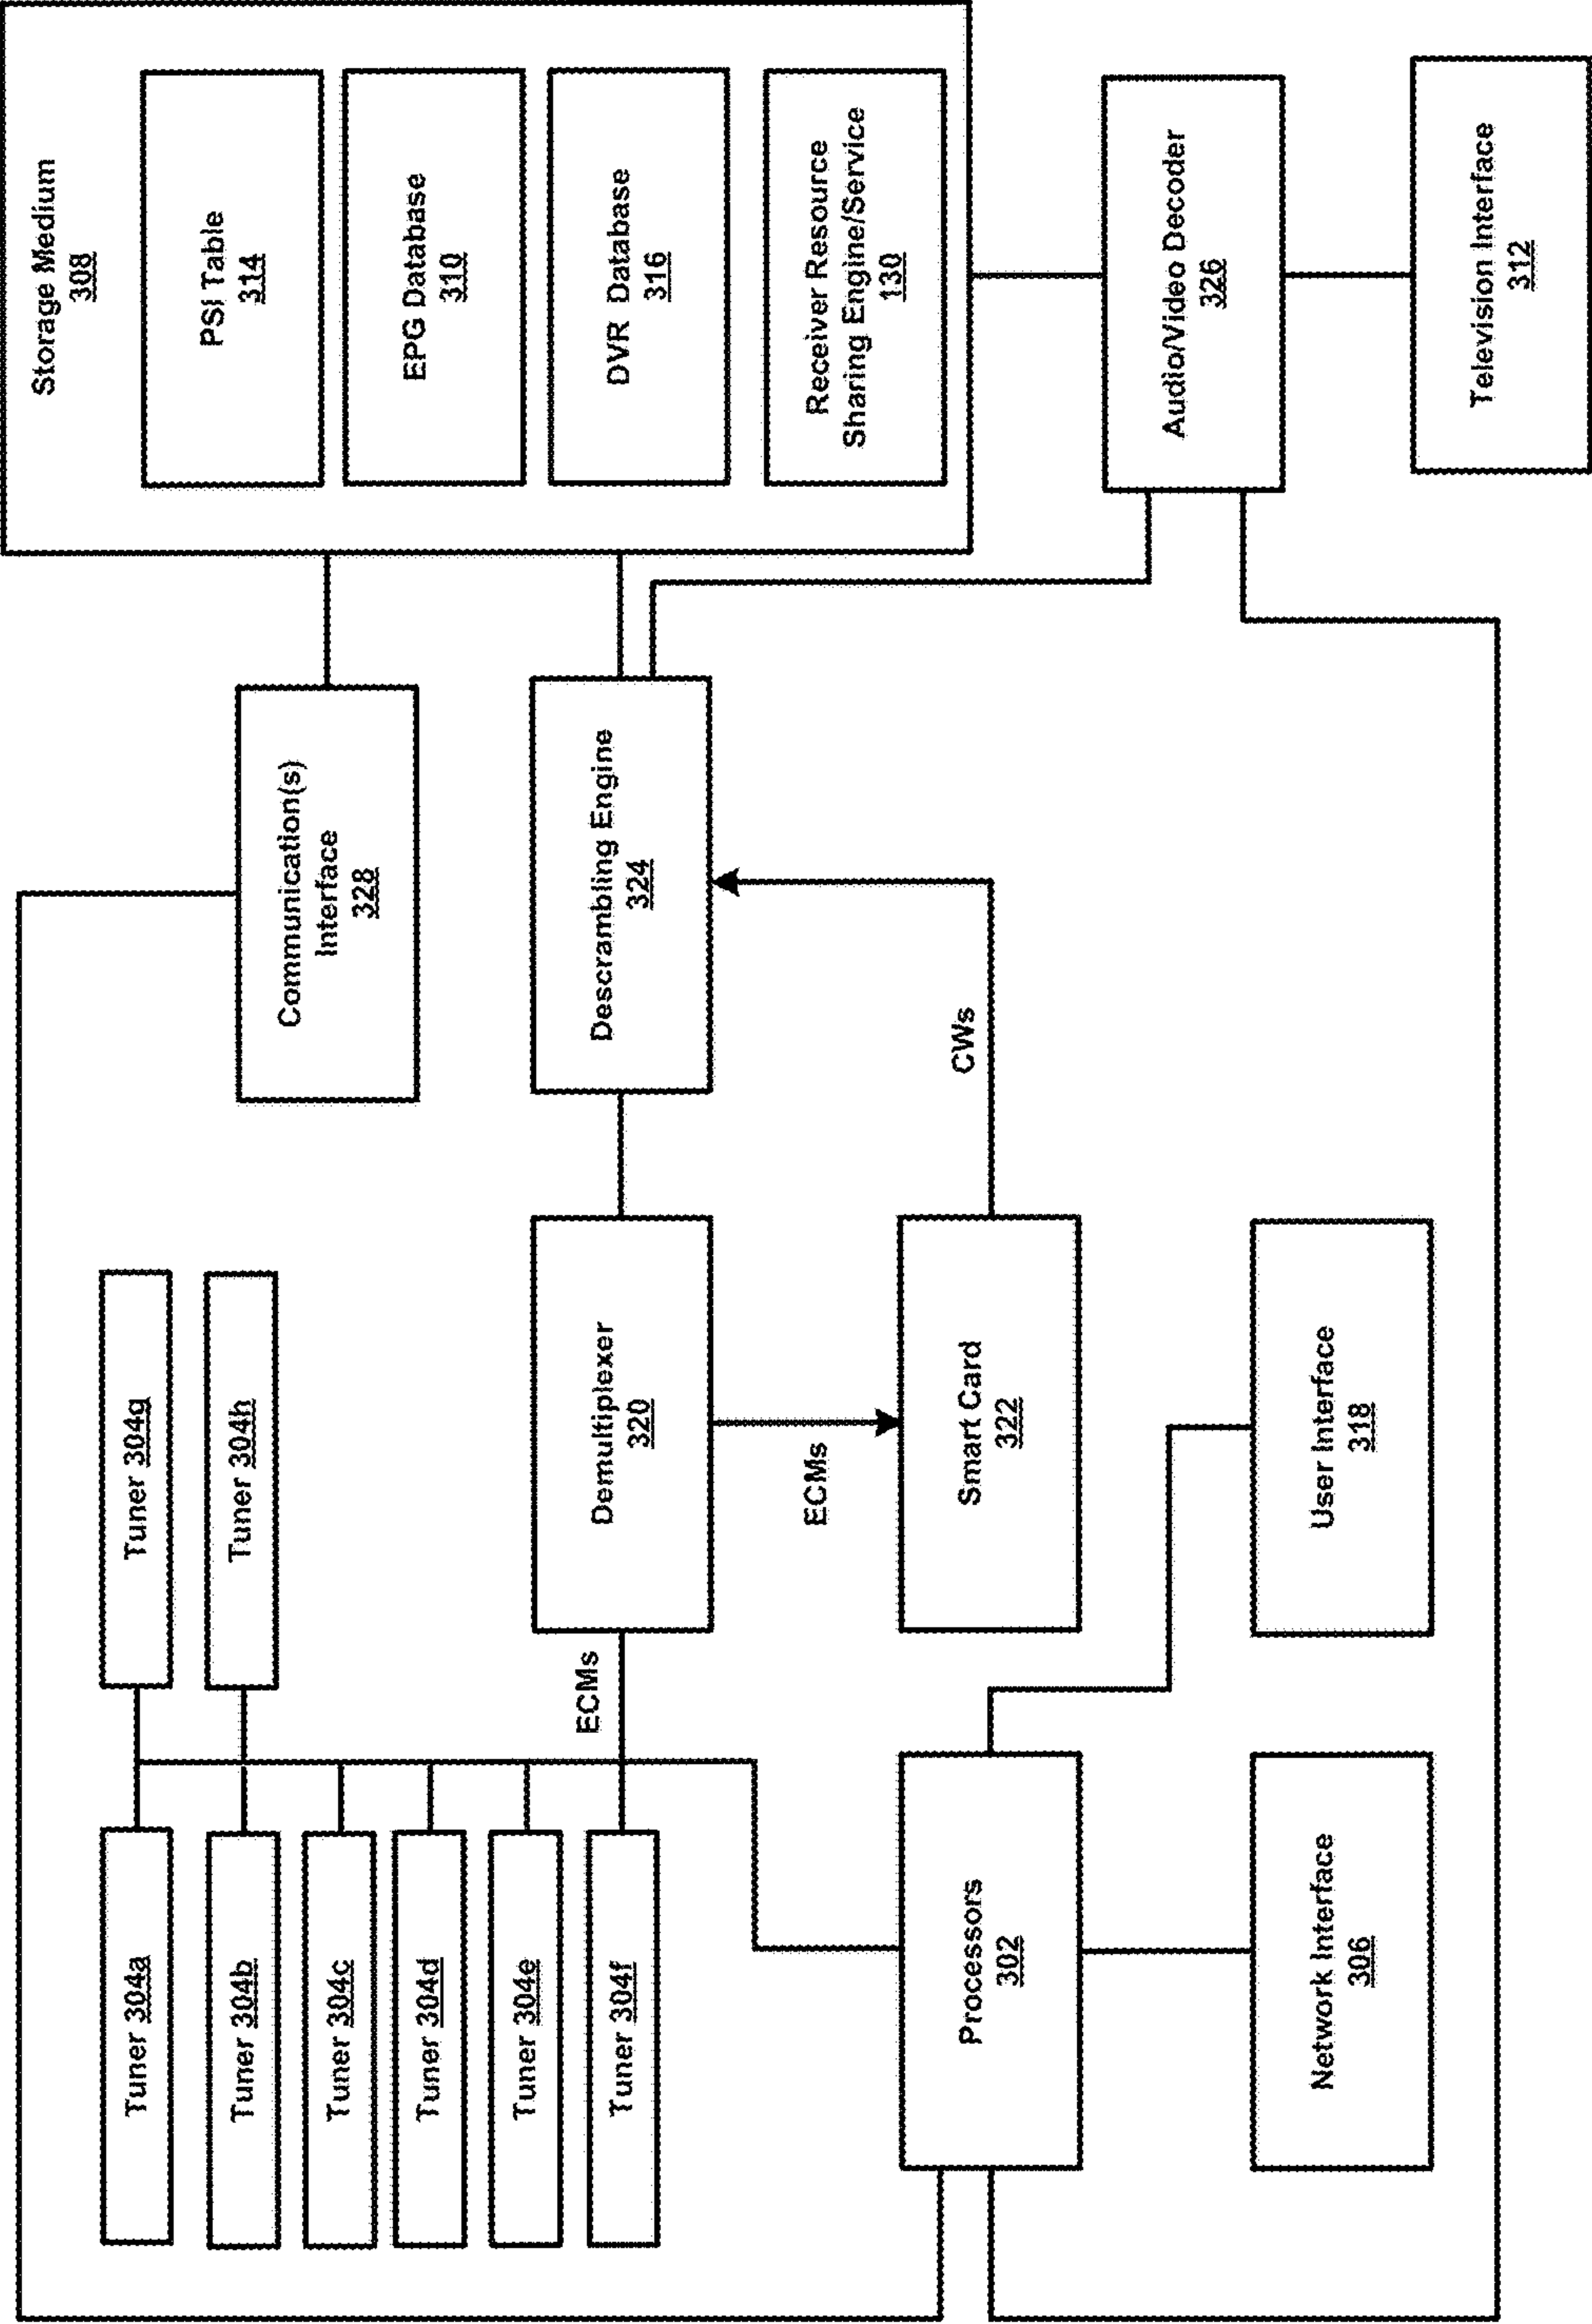 Tuner 304a
Tuner 304b
Tuner 304c
Tuner 304d
Tuner 304e
Tuner 304f
Tuner 304g
Tuner 304h
ECMs
Demultiplexer
320
ECMs
Smart Card
322
CWs
Descrambling Engine
324
Communication(s)
Interface
328
Storage Medium
308
PSI Table
314
EPG Database
310
DVR Database
316
Receiver Resource
Sharing Engine/Service
130
Processors
302
Network Interface
306
User Interface
318
Audio/Video Decoder
326
Television Interface
312